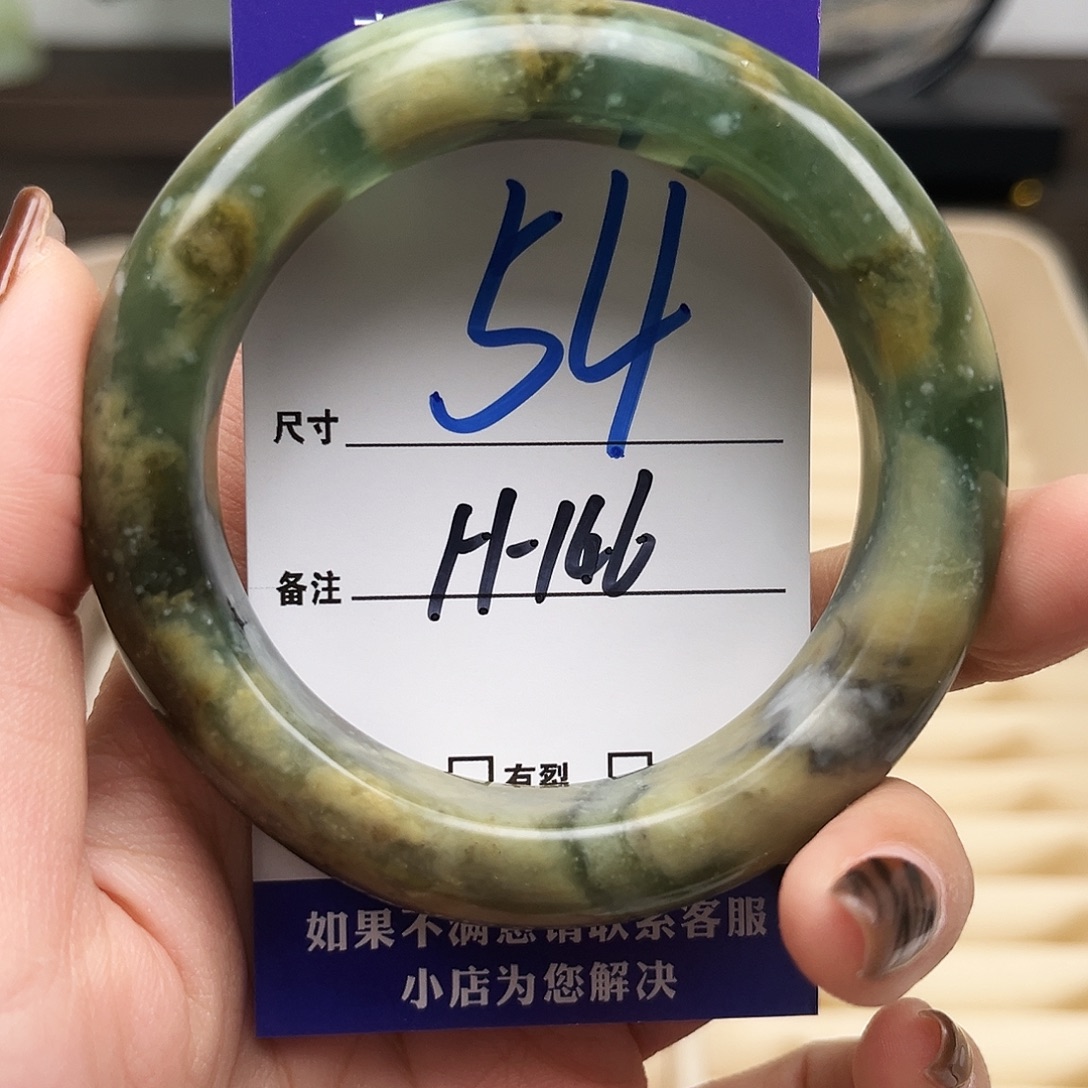 54
尺寸
H-166
备注
有裂
如果不满意请联系客服
小店为您解决